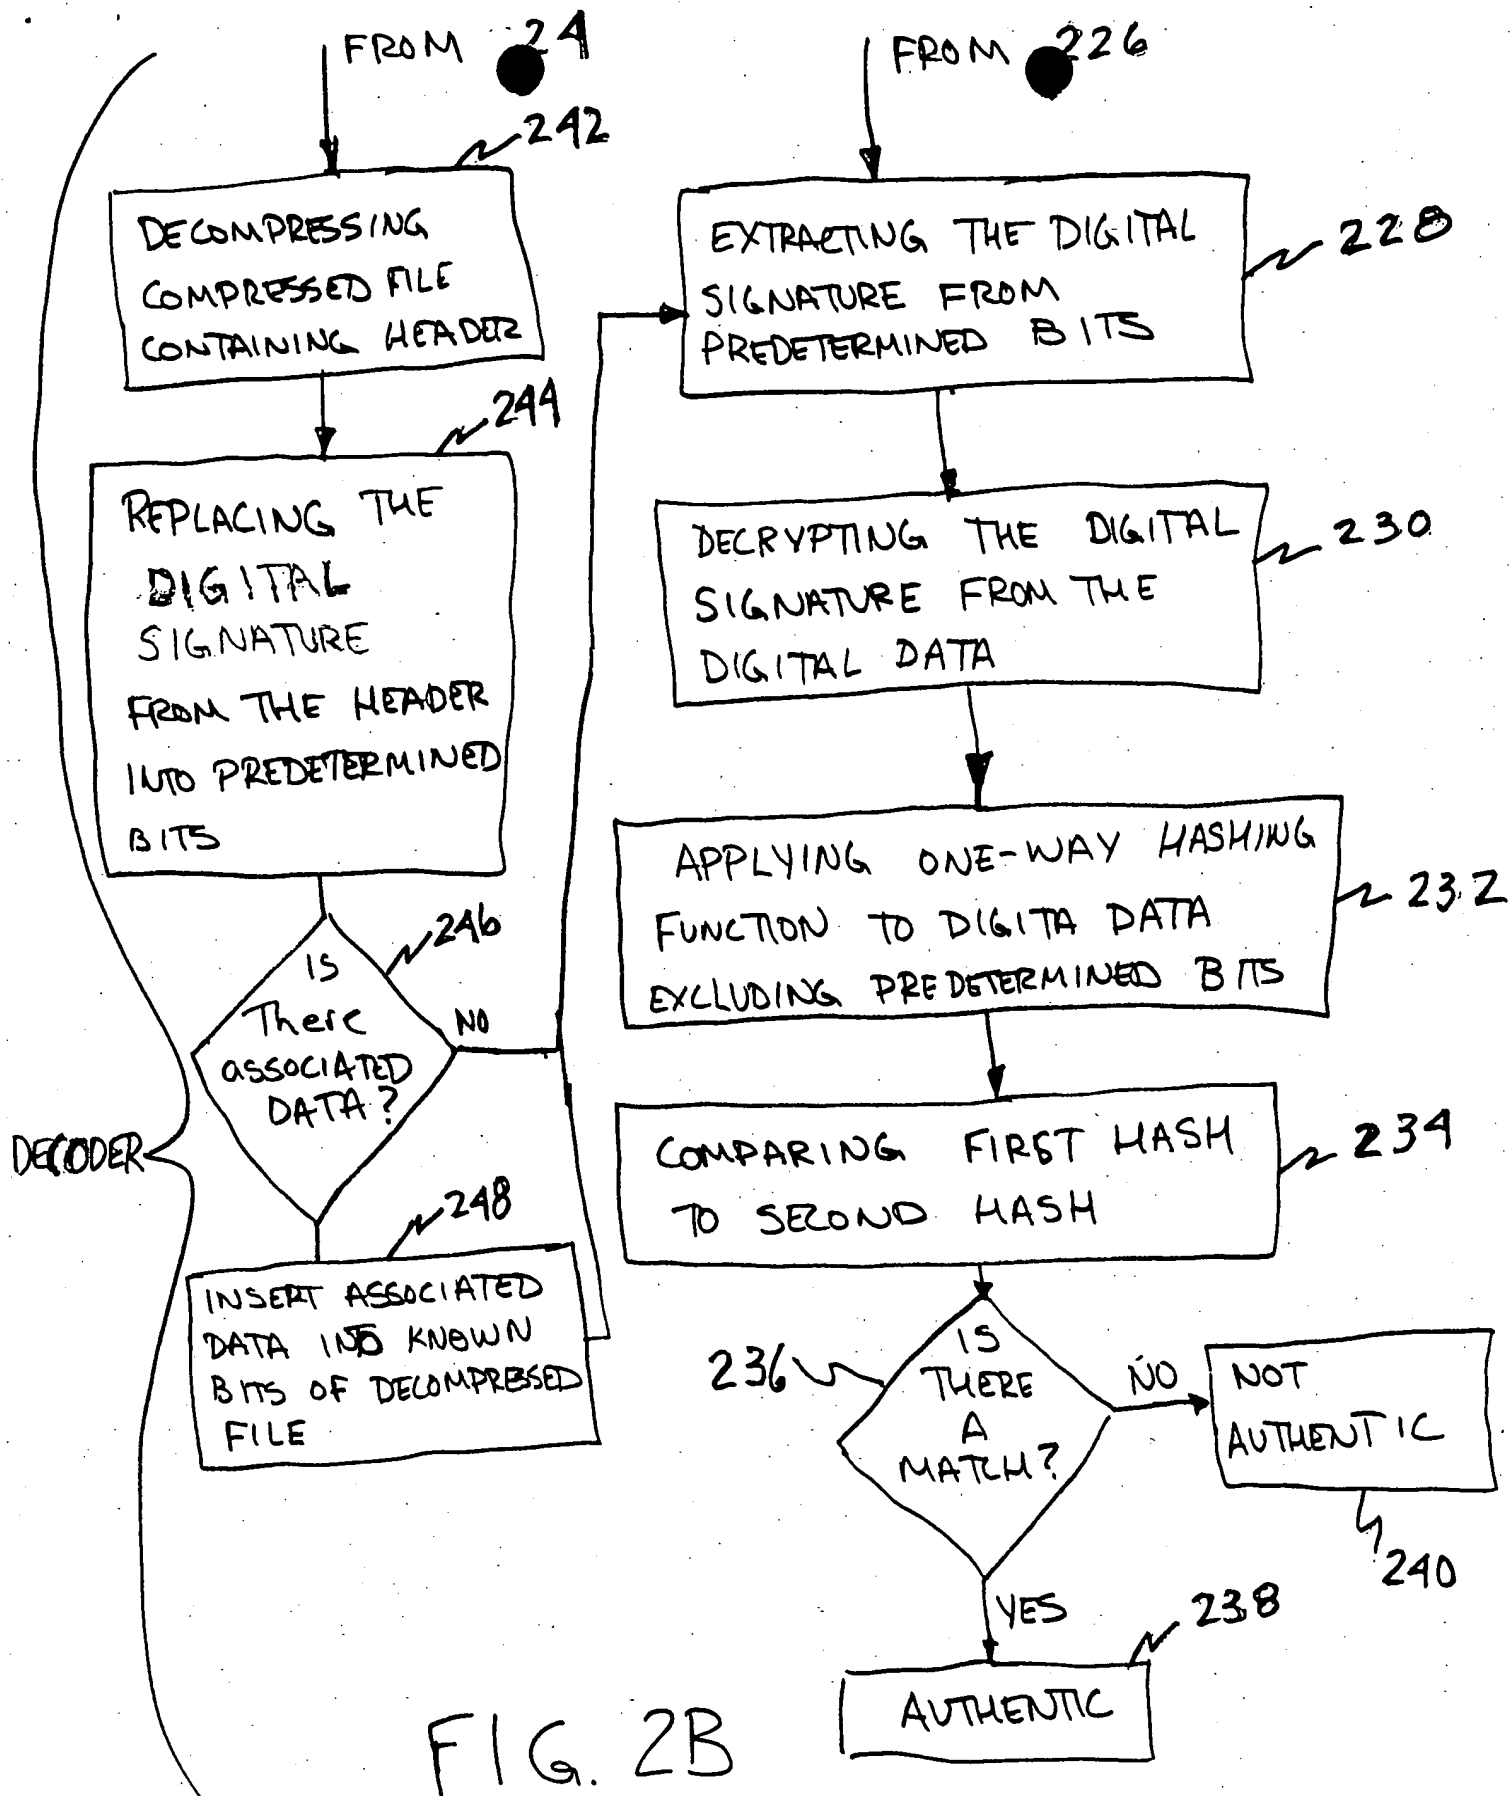 FROM 24
242
DECOMPRESSING
COMPRESSED FILE
CONTAINING HEADER
244
REPLACING THE
DIGITAL
SIGNATURE
FROM THE HEADER
INTO PREDETERMINED
BITS
246
IS
There
ASSOCIATED
DATA?
NO
DECODER
248
INSERT ASSOCIATED
DATA INTO KNOWN
BITS OF DECOMPRESSED
FILE
FROM 226
EXTRACTING THE DIGITAL
SIGNATURE FROM
PREDETERMINED BITS
228
DECRYPTING THE DIGITAL
SIGNATURE FROM THE
DIGITAL DATA
230
APPLYING ONE-WAY HASHING
FUNCTION TO DIGITA DATA
EXCLUDING PREDETERMINED BITS
232
COMPARING FIRST HASH
TO SECOND HASH
234
236
IS
THERE
A
MATCH?
NO
NOT
AUTHENTIC
240
YES
238
AUTHENTIC
FIG. 2B